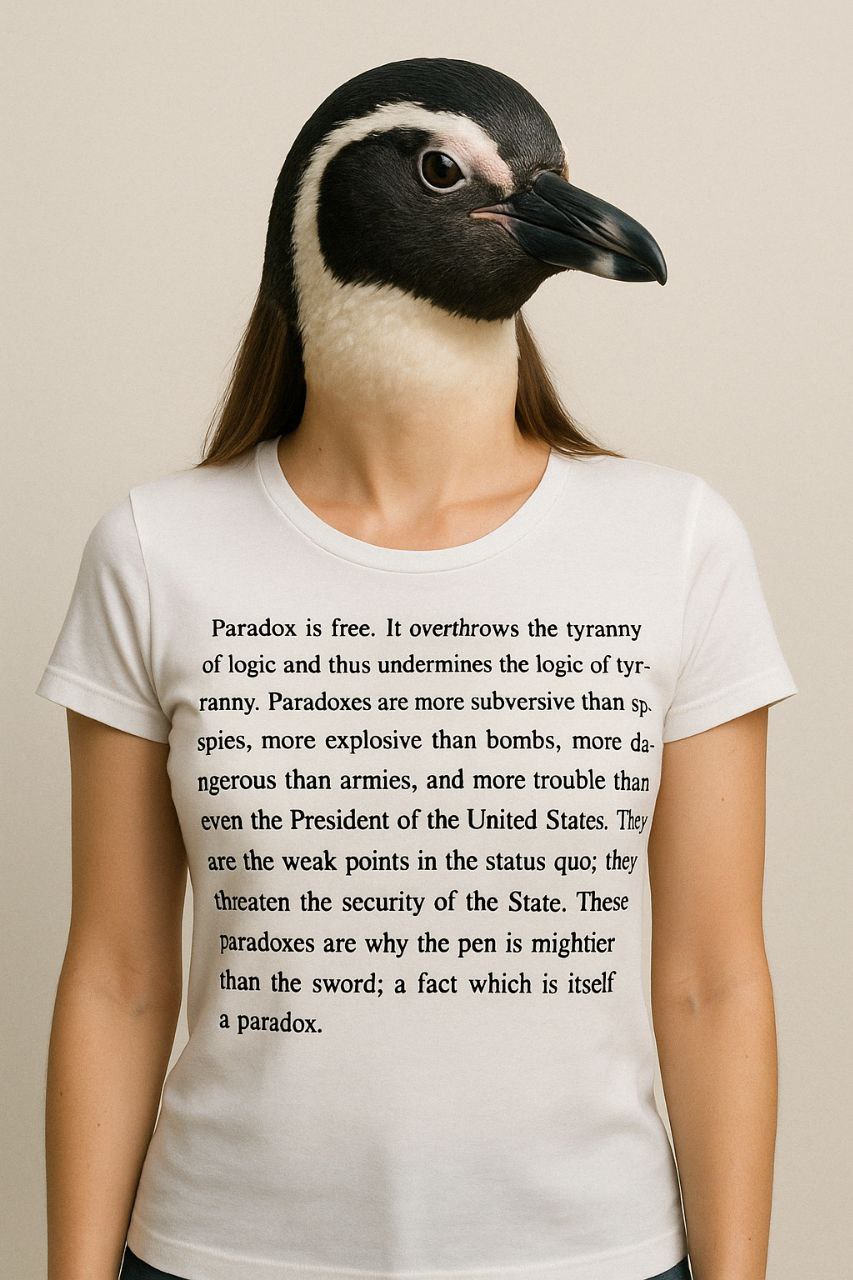 Paradox is free. It overthrows the tyranny
of logic and thus undermines the logic of tyr-
ranny. Paradoxes are more subversive than sp-
spies, more explosive than bombs, more da-
ngerous than armies, and more trouble than
even the President of the United States. They
are the weak points in the status quo; they
threaten the security of the State. These
paradoxes are why the pen is mightier
than the sword; a fact which is itself
a paradox.